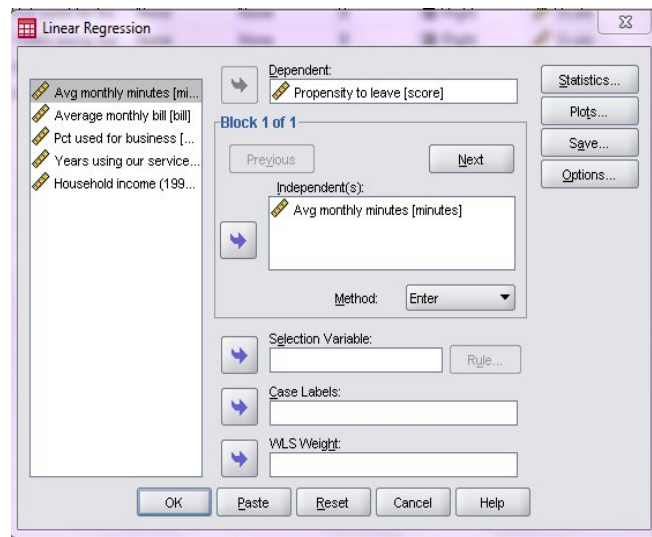 Linear Regression
Avg monthly minutes [mi...
Average monthly bill [bill]
Pct used for business [...
Years using our service...
Household income (199...
Dependent:
Propensity to leave [score]
Block 1 of 1
Previous
Next
Independent(s):
Avg monthly minutes [minutes]
Method:
Enter
Selection Variable:
Rule...
Case Labels:
WLS Weight:
Statistics...
Plots...
Save...
Options...
OK
Paste
Reset
Cancel
Help